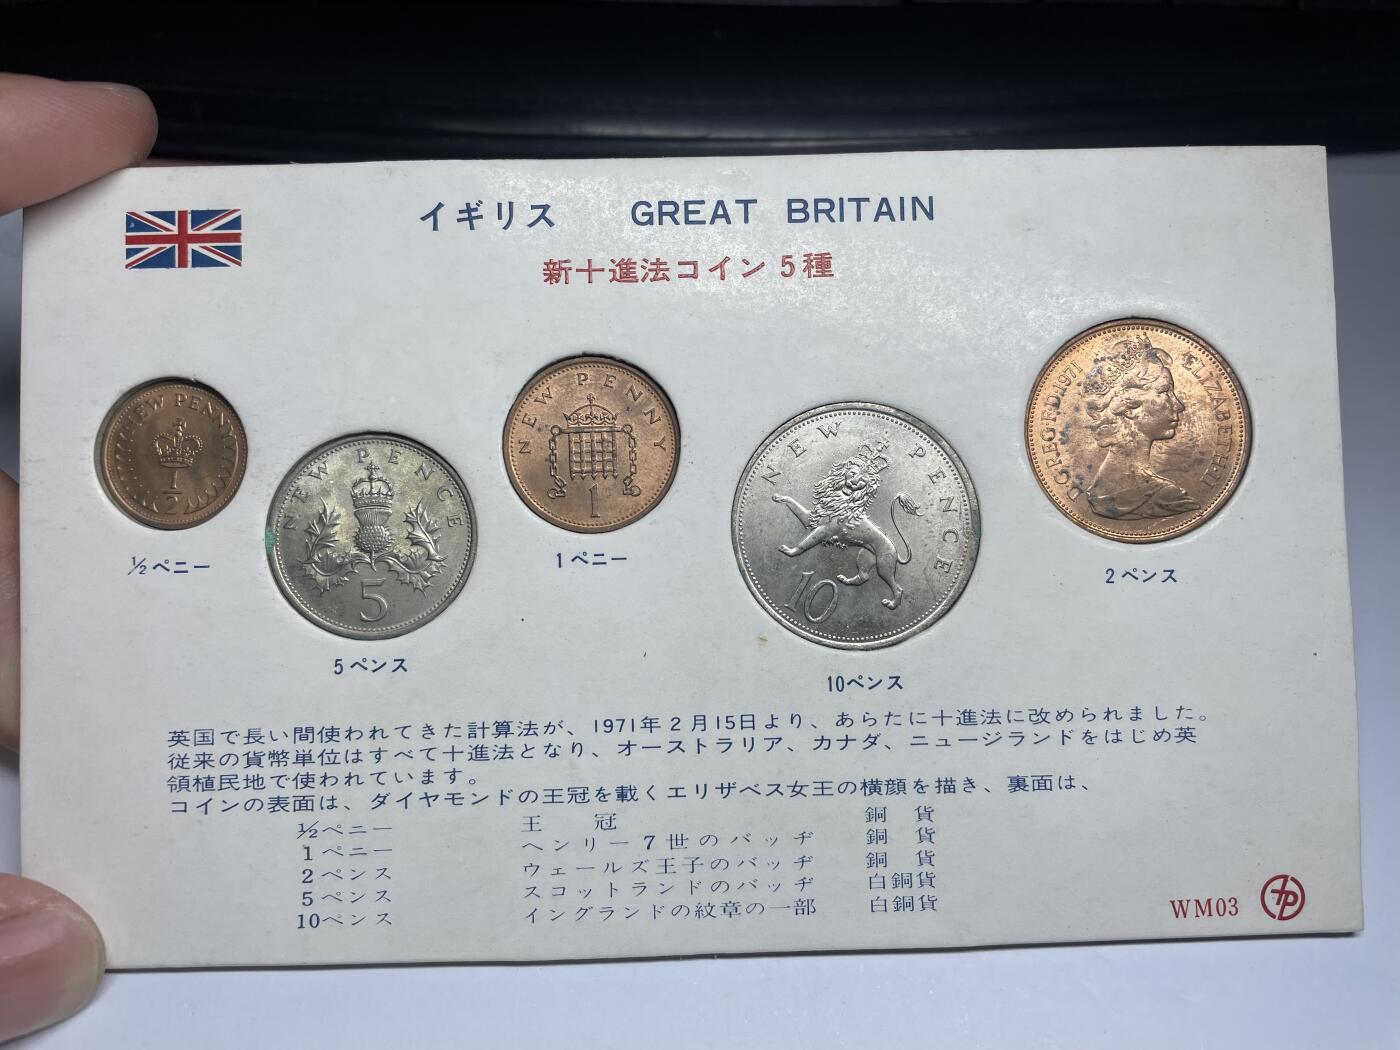 イギリス GREAT BRITAIN
新十進法コイン5種
NEW PENNY
1/2
½ペニー
NEW PENCE
5
5ペンス
NEW PENNY
1
1ペニー
NEW PENCE
10
10ペンス
D·G·REG·F·D·1971 ELIZABETH·II
2ペンス
英国で長い間使われてきた計算法が、1971年2月15日より、あらたに十進法に改められました。
従来の貨幣単位はすべて十進法となり、オーストラリア、カナダ、ニュージランドをはじめ英
領植民地で使われています。
コインの表面は、ダイヤモンドの王冠を載くエリザベス女王の横顔を描き、裏面は、
½ペニー 王冠 銅貨
1ペニー ヘンリー7世のバッヂ 銅貨
2ペンス ウェールズ王子のバッヂ 銅貨
5ペンス スコットランドのバッヂ 白銅貨
10ペンス イングランドの紋章の一部 白銅貨
WM03